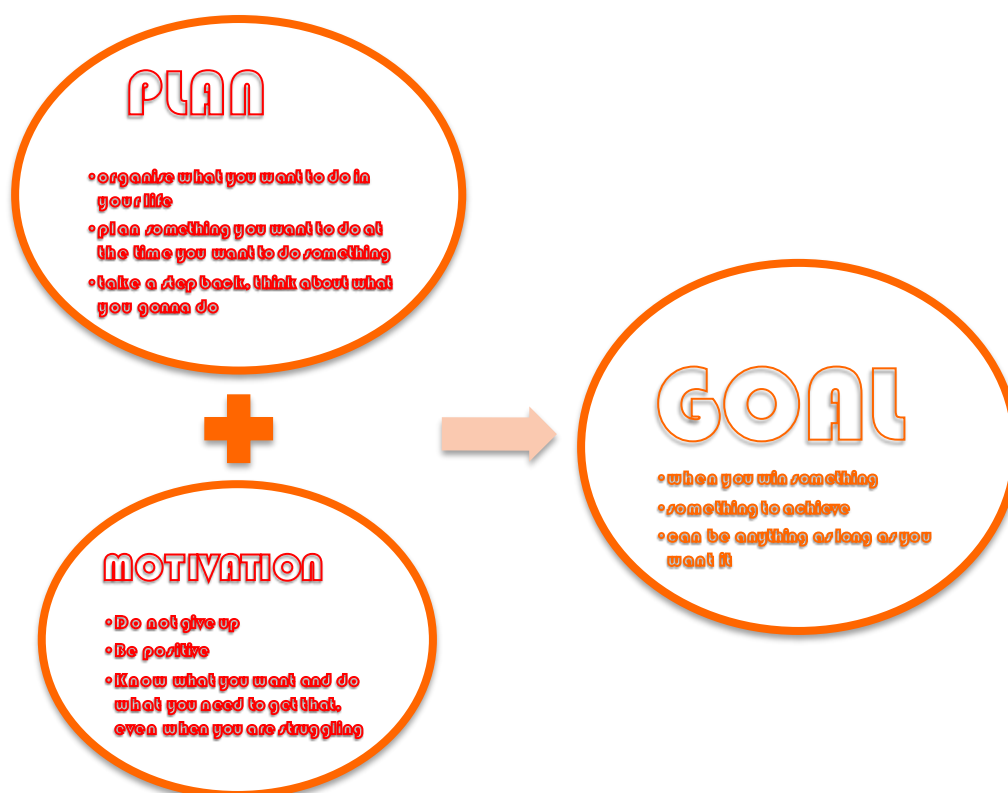 PLAN
• organise what you want to do in
your life
• plan something you want to do at
the time you want to do something
• take a step back, think about what
you gonna do
MOTIVATION
• Do not give up
• Be positive
• Know what you want and do
what you need to get that,
even when you are struggling
GOAL
• when you win something
• something to achieve
• can be anything as long as you
want it